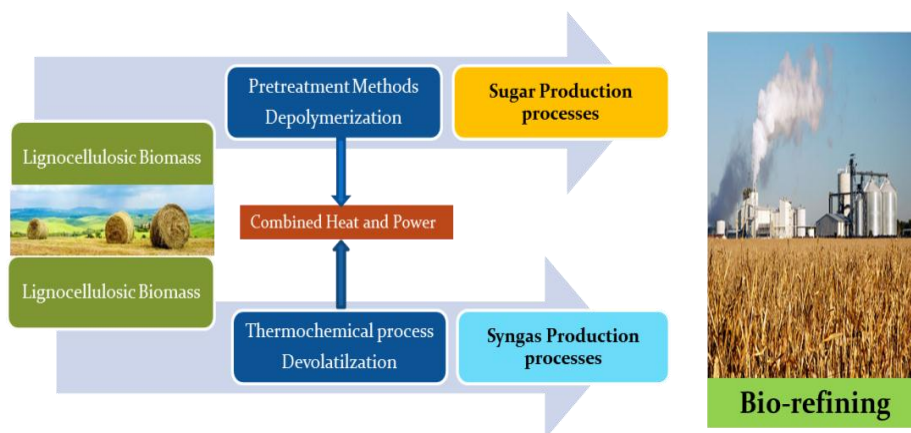 Pretreatment Methods
Depolymerization
Sugar Production
processes
Lignocellulosic Biomass
Combined Heat and Power
Lignocellulosic Biomass
Thermochemical process
Devolatilzation
Syngas Production
processes
Bio-refining